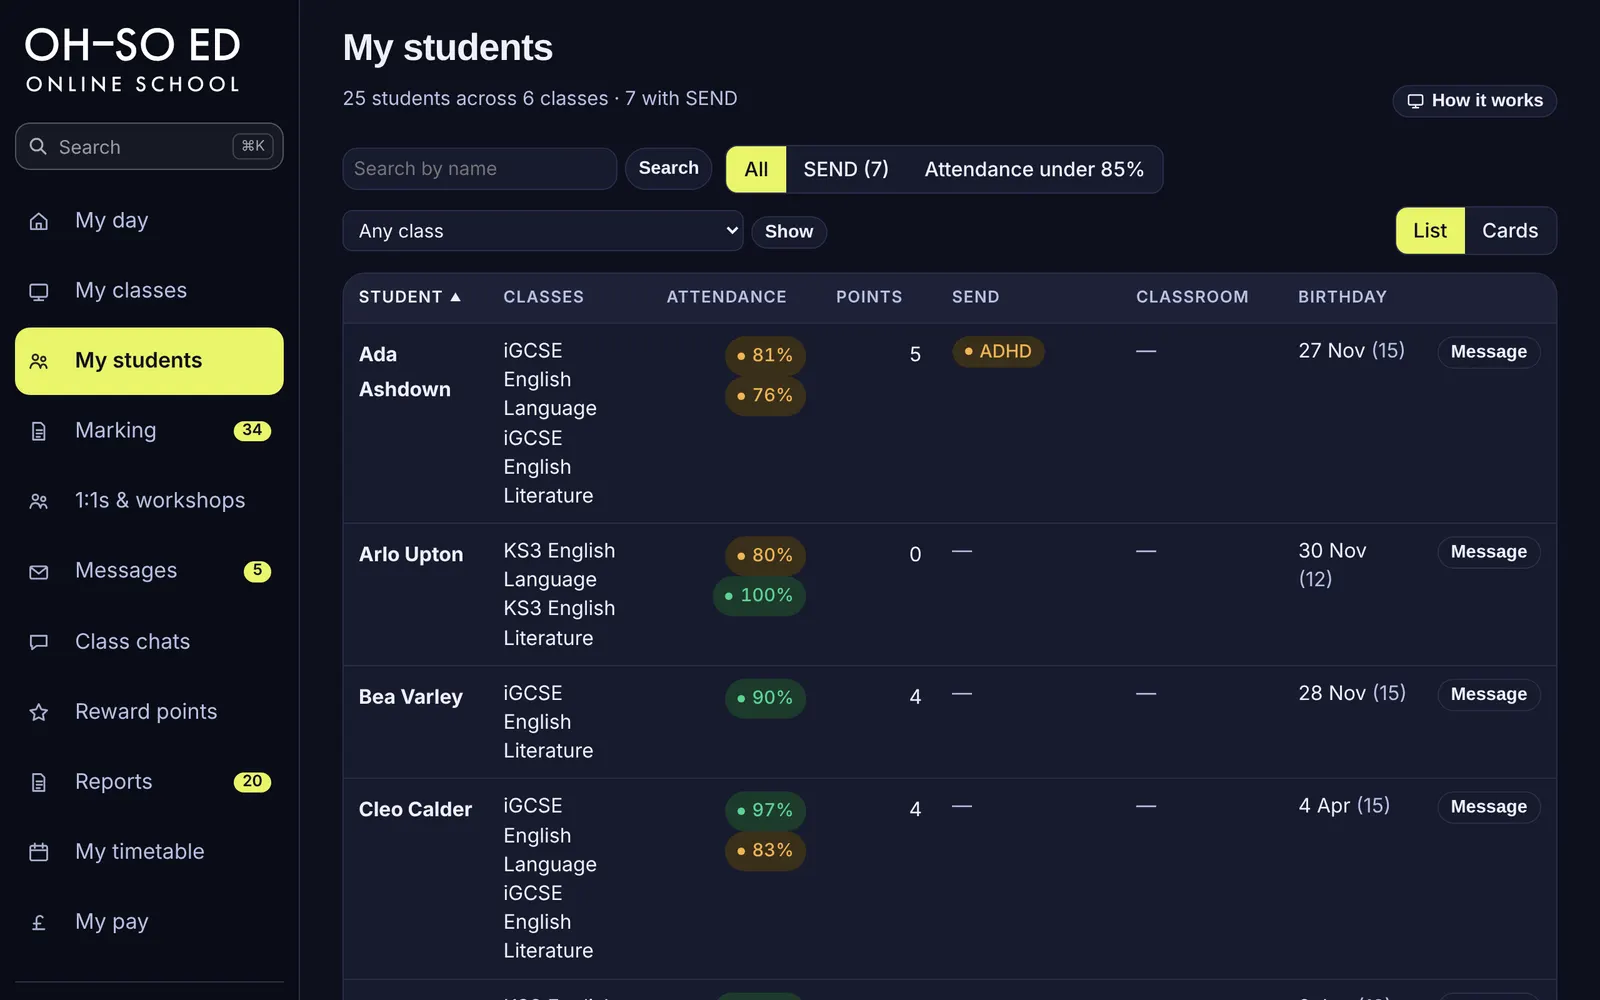 OH–SO ED
ONLINE SCHOOL
Search ⌘K
My day
My classes
My students
Marking 34
1:1s & workshops
Messages 5
Class chats
Reward points
Reports 20
My timetable
£ My pay
My students
25 students across 6 classes · 7 with SEND
How it works
Search by name Search All SEND (7) Attendance under 85%
Any class Show List Cards
STUDENT ▲ CLASSES ATTENDANCE POINTS SEND CLASSROOM BIRTHDAY
Ada
Ashdown
iGCSE
English
Language
iGCSE
English
Literature
81%
76%
5
ADHD
—
27 Nov (15)
Message
Arlo Upton
KS3 English
Language
KS3 English
Literature
80%
100%
0
—
—
30 Nov
(12)
Message
Bea Varley
iGCSE
English
Literature
90%
4
—
—
28 Nov (15)
Message
Cleo Calder
iGCSE
English
Language
iGCSE
English
Literature
97%
83%
4
—
—
4 Apr (15)
Message